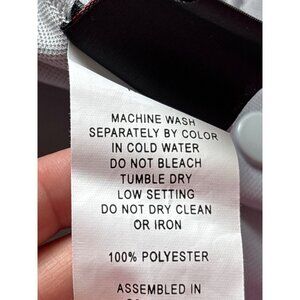 MACHINE WASH
SEPARATELY BY COLOR
IN COLD WATER
DO NOT BLEACH
TUMBLE DRY
LOW SETTING
DO NOT DRY CLEAN
OR IRON
100% POLYESTER
ASSEMBLED IN